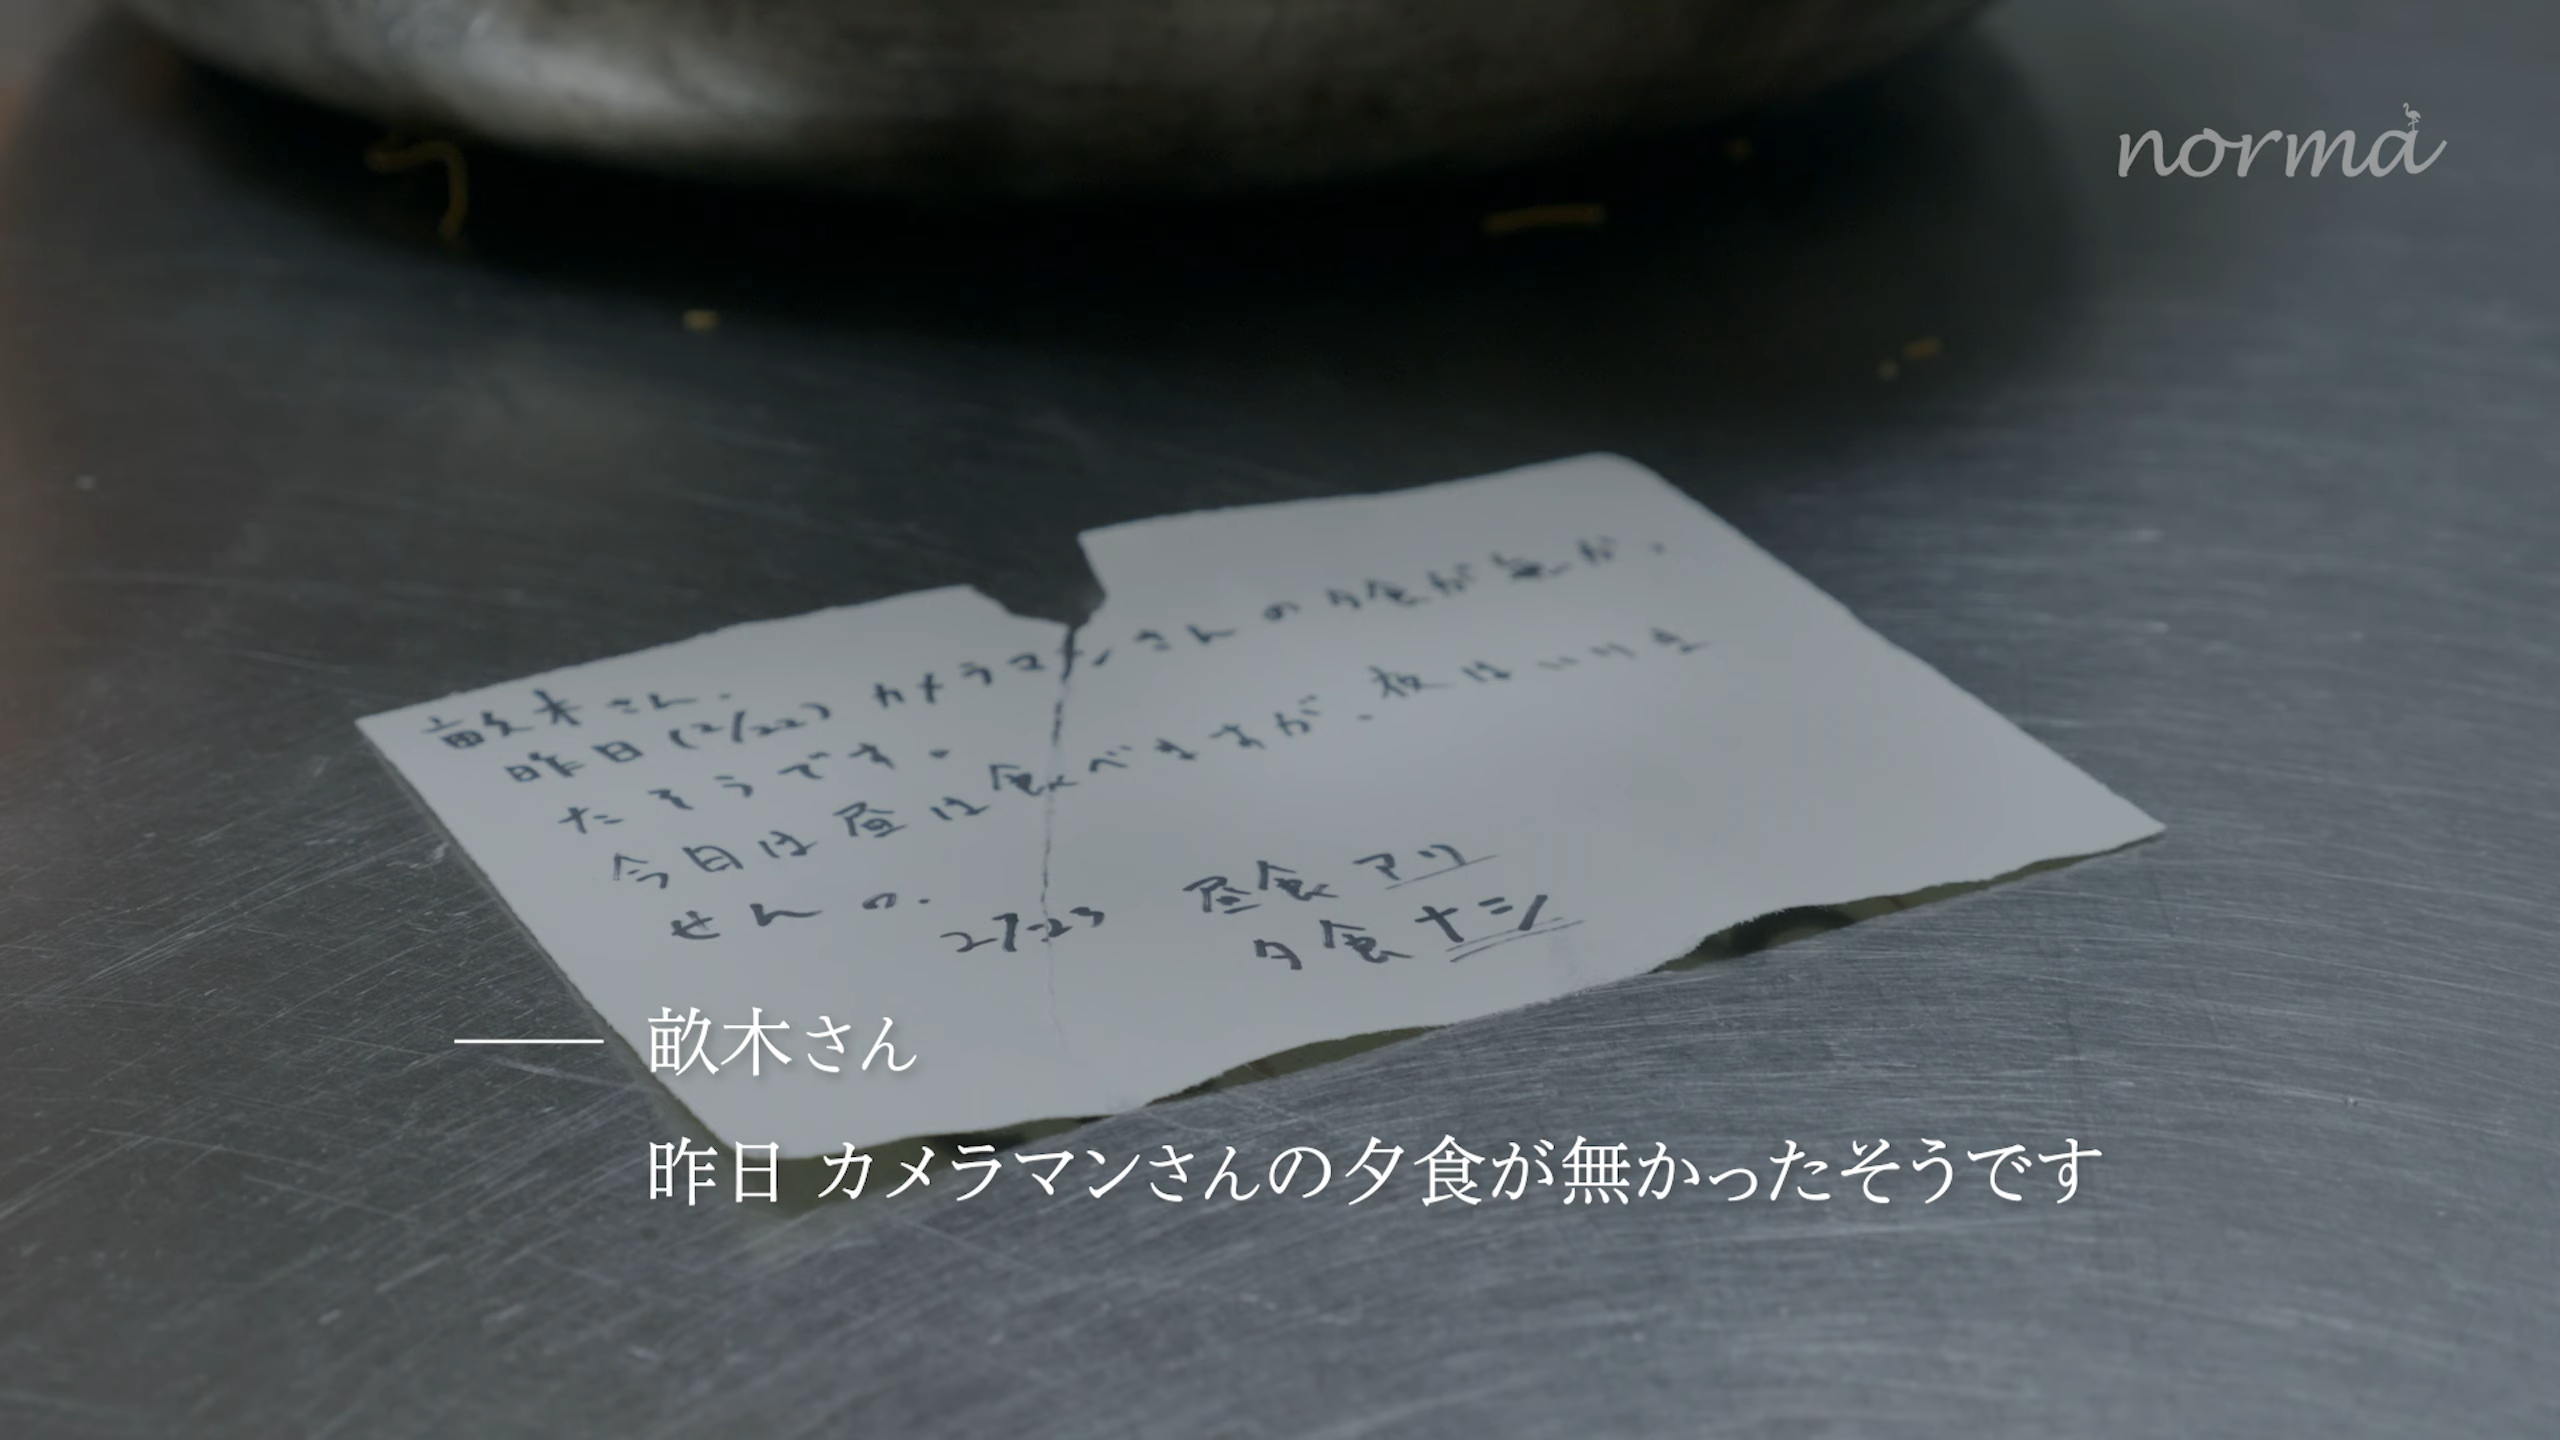 norma
畝木さん.
昨日(2/22) カメラマンさんの夕食が無かっ
たそうです。
今日は昼は食べますが、夜はいりま
せんの.
2/23 昼食アリ
夕食ナシ
畝木さん
昨日 カメラマンさんの夕食が無かったそうです